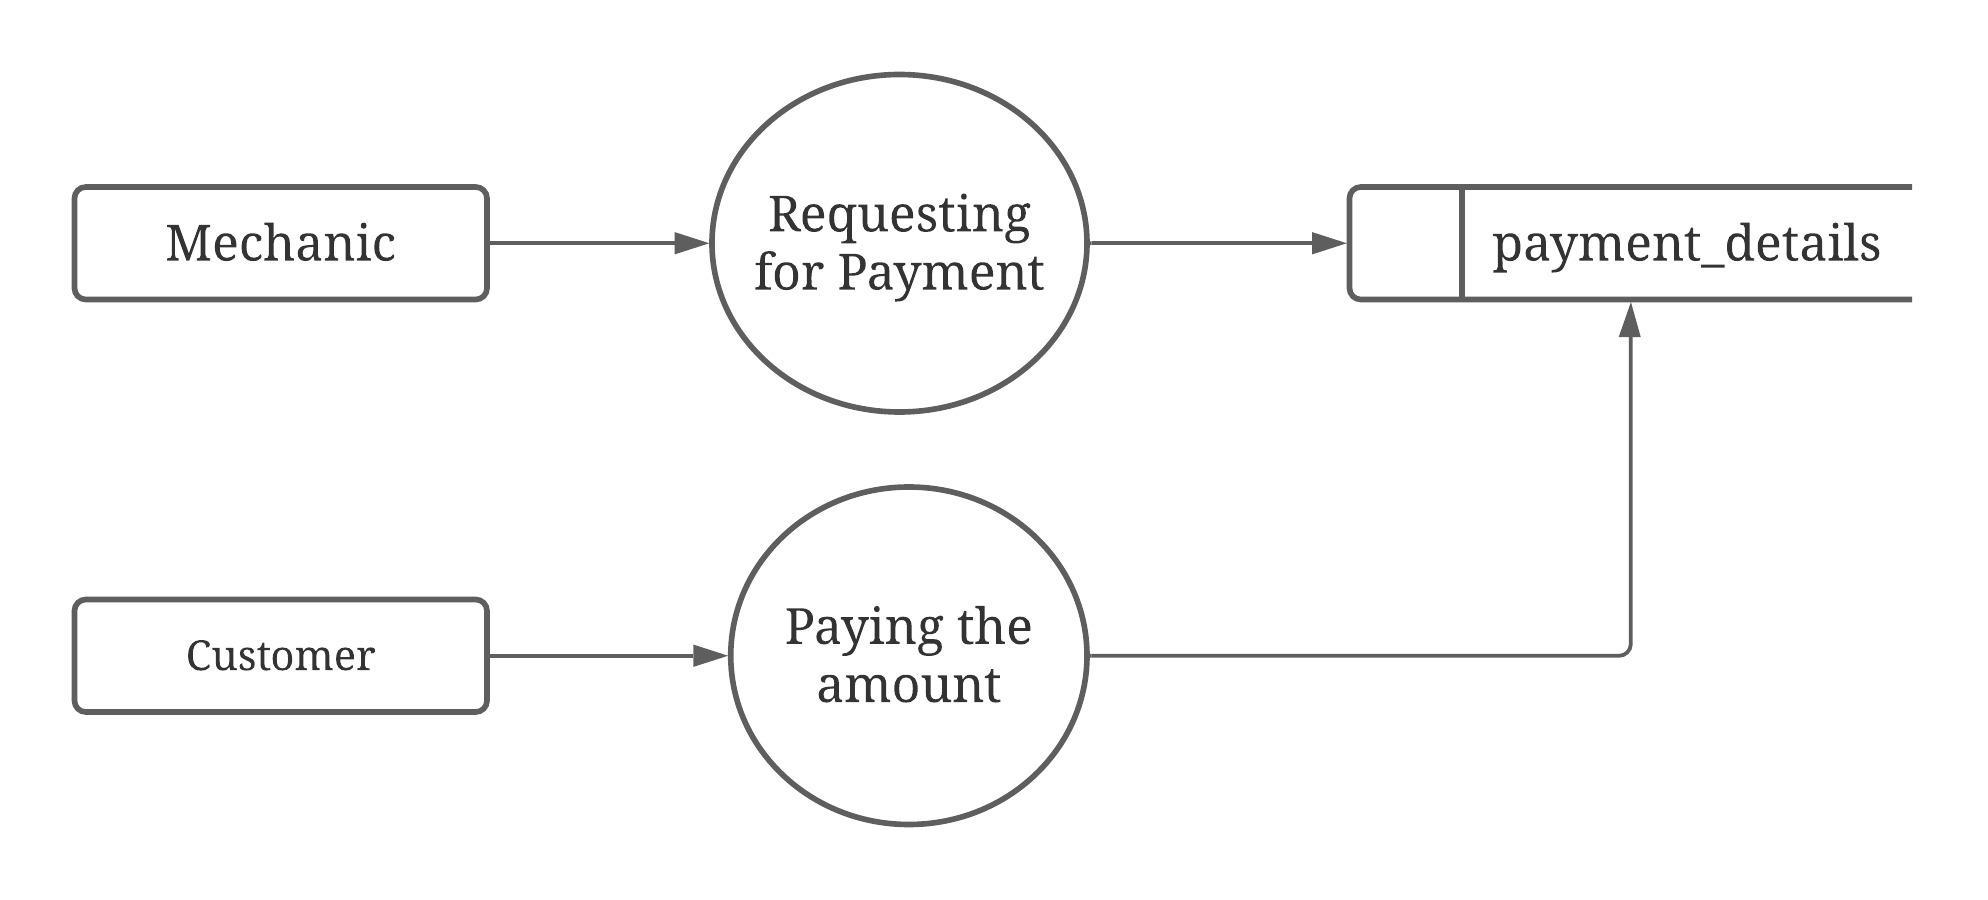 Mechanic
Requesting
for Payment
payment_details
Customer
Paying the
amount